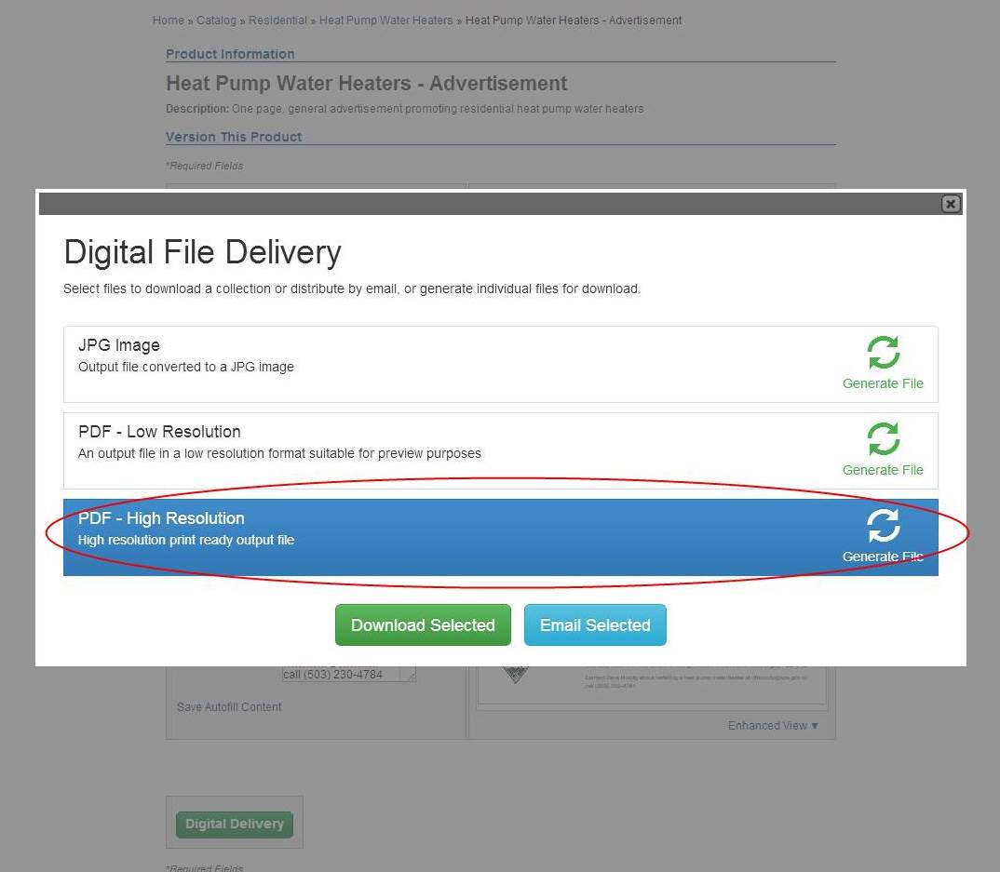 Home » Catalog » Residential » Heat Pump Water Heaters » Heat Pump Water Heaters - Advertisement
Product Information
Heat Pump Water Heaters - Advertisement
Description: One page, general advertisement promoting residential heat pump water heaters
Version This Product
*Required Fields
Digital File Delivery
Select files to download a collection or distribute by email, or generate individual files for download.
JPG Image
Output file converted to a JPG image
Generate File
PDF - Low Resolution
An output file in a low resolution format suitable for preview purposes
Generate File
PDF - High Resolution
High resolution print ready output file
Generate File
Download Selected
Email Selected
call (503) 230-4784
Save Autofill Content
Enhanced View ▼
Digital Delivery
*Required Fields